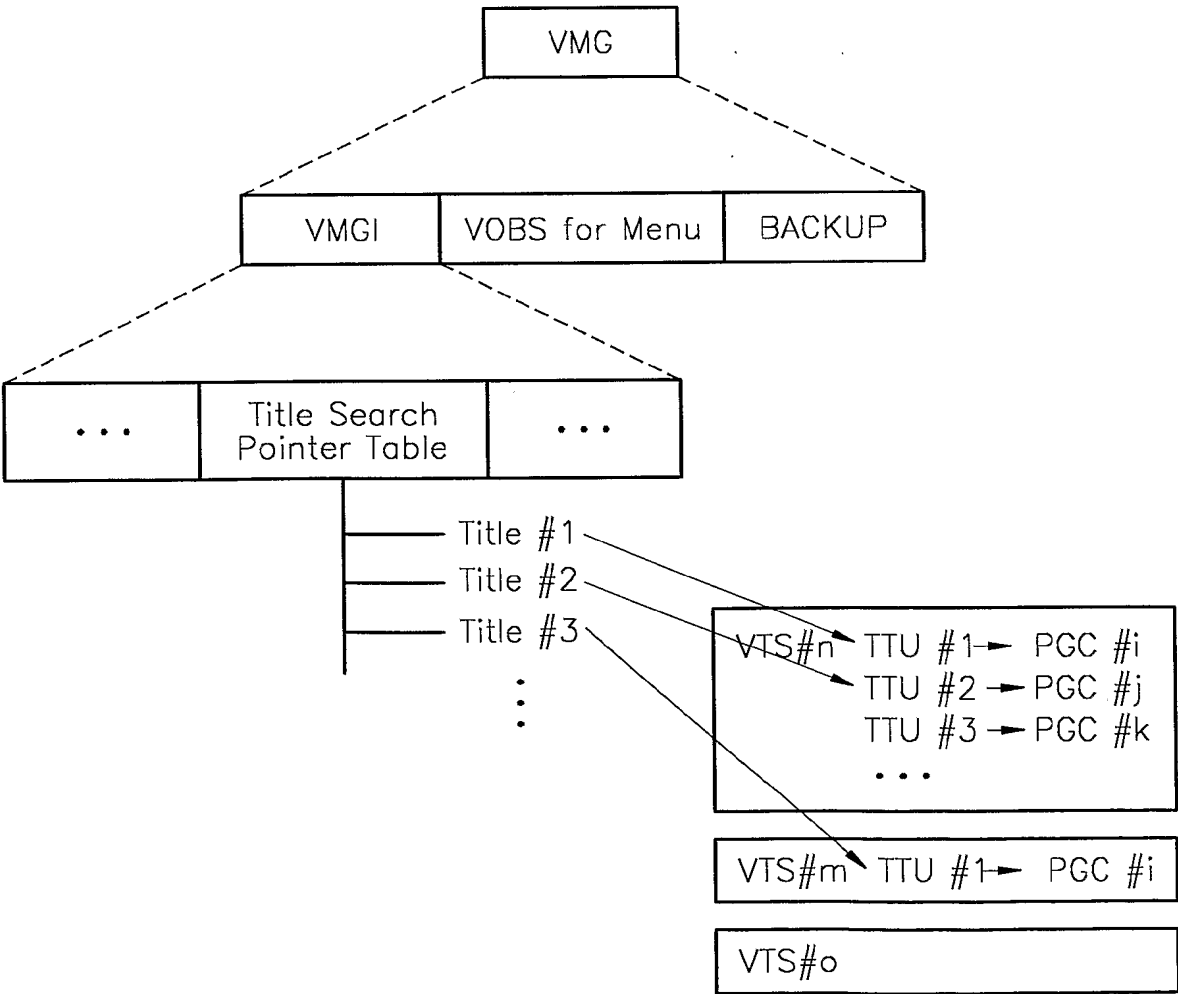 VMG
VMGI
VOBS for Menu
BACKUP
• • •
Title Search
Pointer Table
• • •
Title #1
Title #2
Title #3
VTS#n TTU #1 → PGC #i
TTU #2 → PGC #j
TTU #3 → PGC #k
• • •
VTS#m TTU #1 → PGC #i
VTS#o